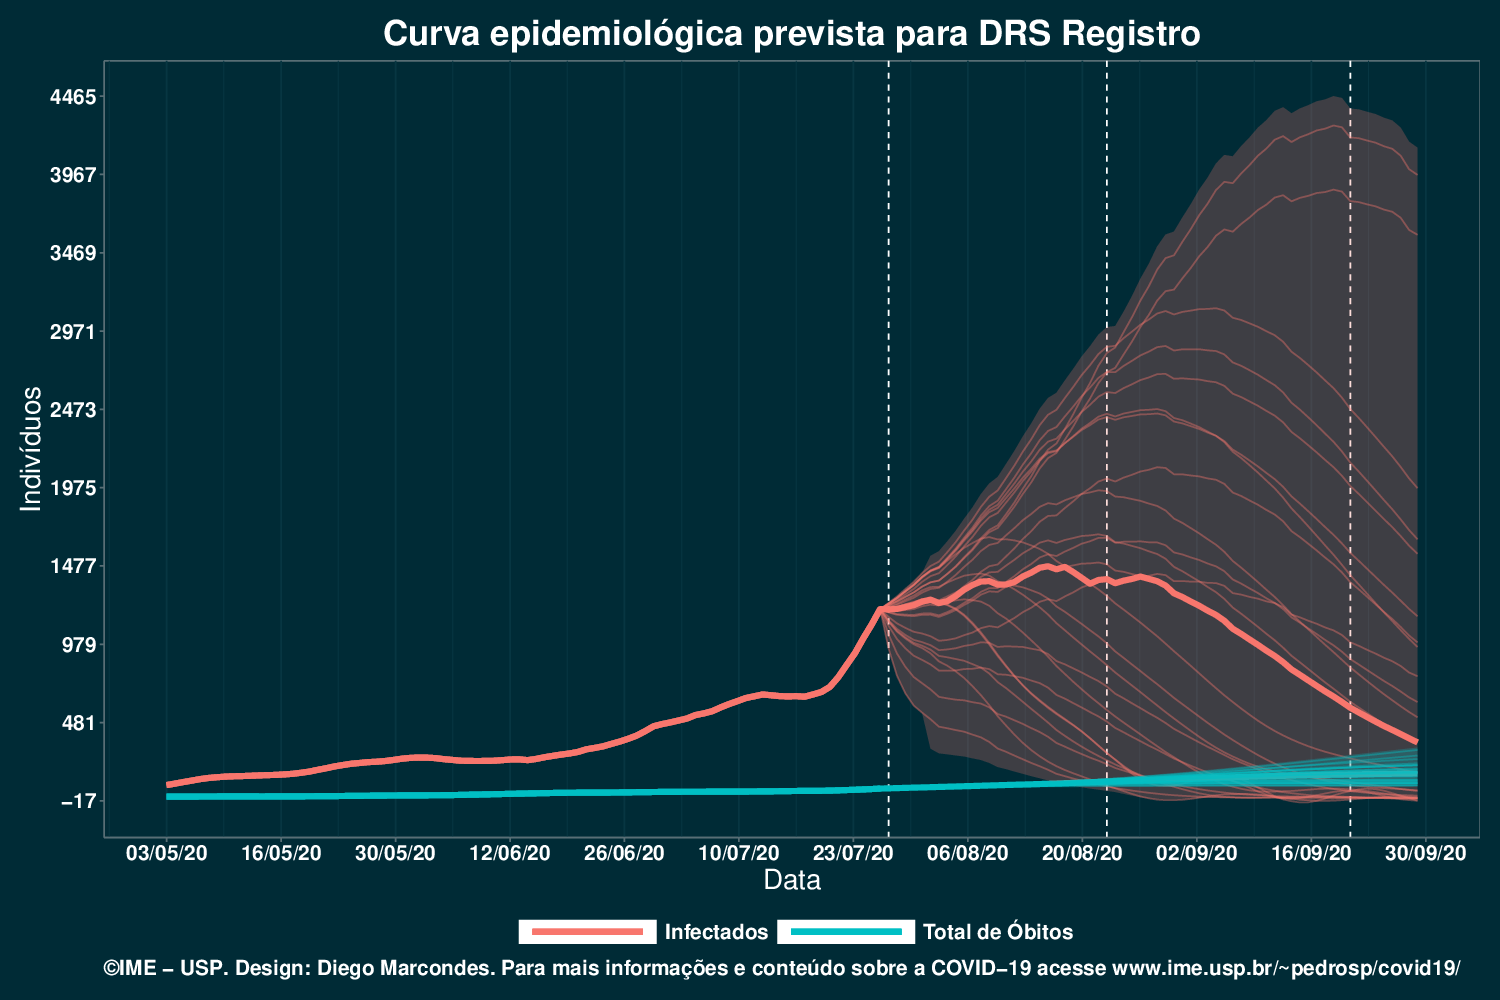 Curva epidemiológica prevista para DRS Registro
Indivíduos
4465
3967
3469
2971
2473
1975
1477
979
481
−17
03/05/20 16/05/20 30/05/20 12/06/20 26/06/20 10/07/20 23/07/20 06/08/20 20/08/20 02/09/20 16/09/20 30/09/20
Data
Infectados Total de Óbitos
©IME − USP. Design: Diego Marcondes. Para mais informações e conteúdo sobre a COVID−19 acesse www.ime.usp.br/~pedrosp/covid19/